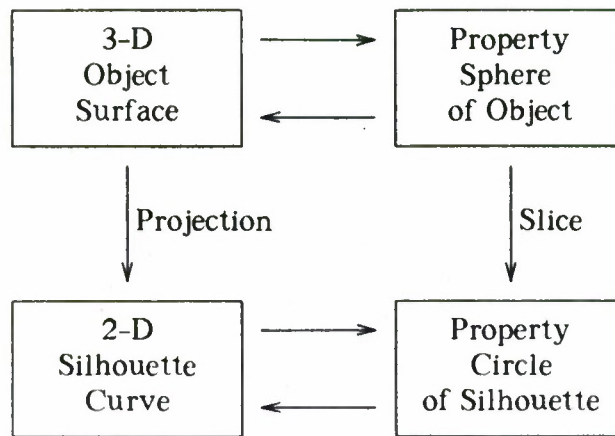 3-D
Object
Surface
Property
Sphere
of Object
Projection
Slice
2-D
Silhouette
Curve
Property
Circle
of Silhouette